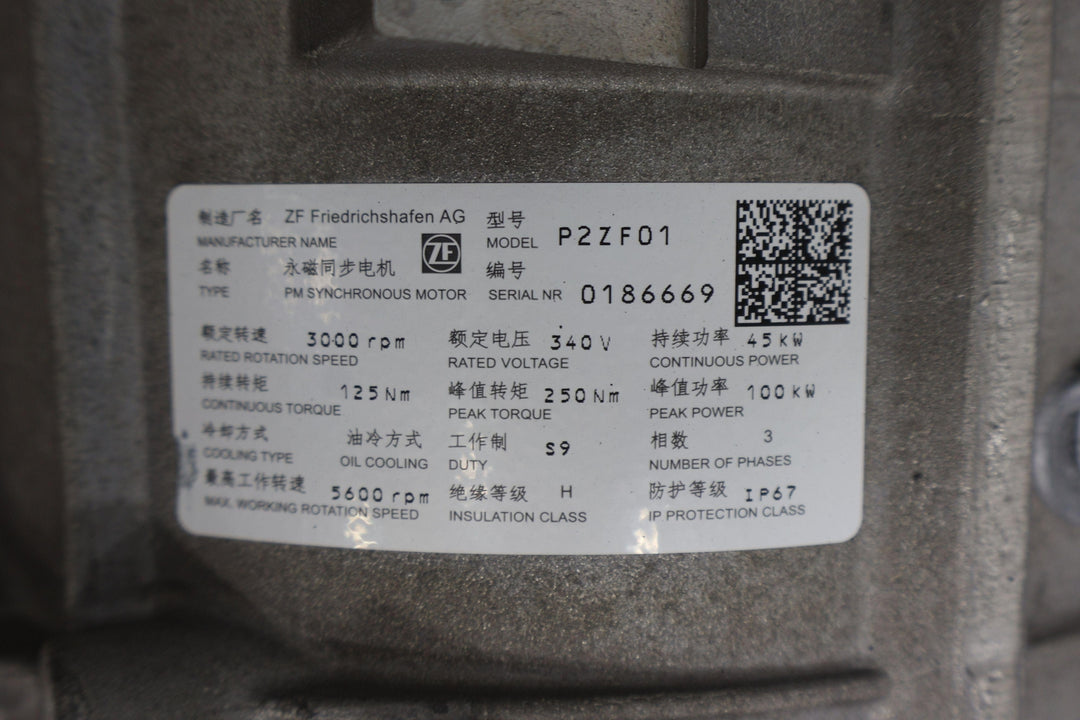 制造厂名 ZF Friedrichshafen AG 型号
MANUFACTURER NAME ZF MODEL P2ZF01
名称 永磁同步电机 编号
TYPE PM SYNCHRONOUS MOTOR SERIAL NR 0186669
额定转速 3000 rpm 额定电压 340 V 持续功率 45 kW
RATED ROTATION SPEED RATED VOLTAGE CONTINUOUS POWER
持续转矩 125 Nm 峰值转矩 250 Nm 峰值功率 100 kW
CONTINUOUS TORQUE PEAK TORQUE PEAK POWER
冷却方式 油冷方式 工作制 S9 相数 3
COOLING TYPE OIL COOLING DUTY NUMBER OF PHASES
最高工作转速 5600 rpm 绝缘等级 H 防护等级 IP67
MAX. WORKING ROTATION SPEED INSULATION CLASS IP PROTECTION CLASS